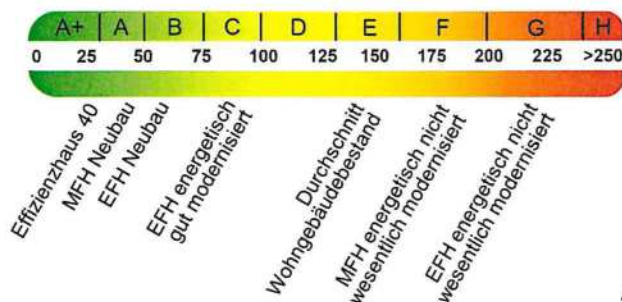 A+ A B C D E F G H
0 25 50 75 100 125 150 175 200 225 >250
Effizienzhaus 40
MFH Neubau
EFH Neubau
EFH energetisch
gut modernisiert
Durchschnitt
Wohngebäudebestand
MFH energetisch nicht
wesentlich modernisiert
EFH energetisch nicht
wesentlich modernisiert